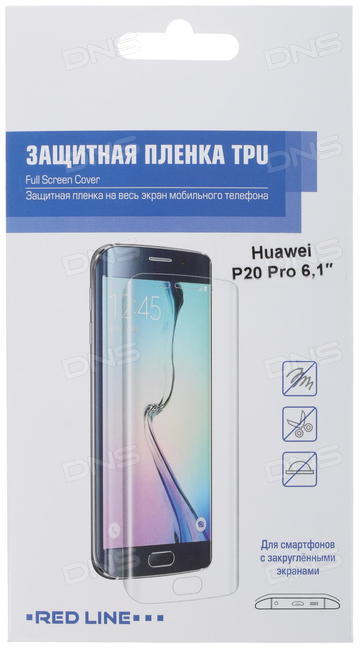 ЗАЩИТНАЯ ПЛЕНКА TPU
Full Screen Cover
Защитная пленка на весь экран мобильного телефона
Huawei
P20 Pro 6,1"
12:45
Для смартфонов
с закруглёнными
экранами
RED LINE
DNS